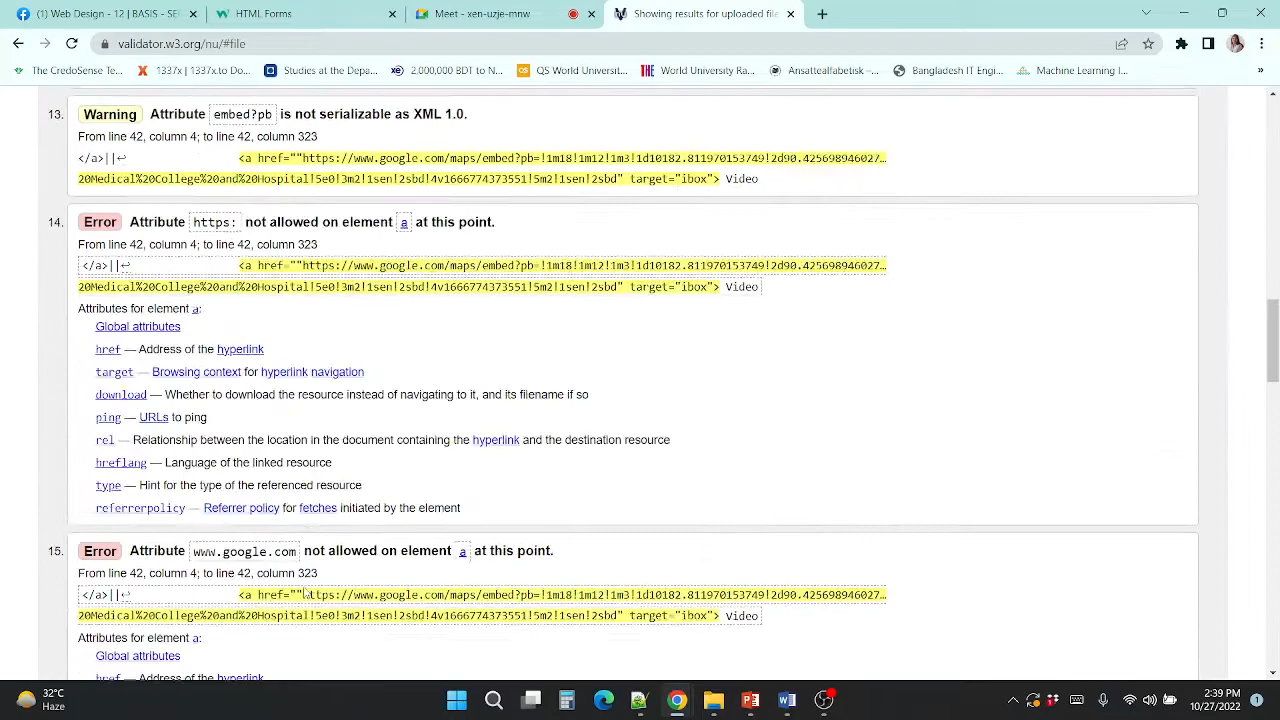 Web Design - 12 | BASIS - SEI
HTML Forms
Meet - xen-uzje-mnw
Showing results for uploaded file
validator.w3.org/nu/#file
The CredoSense Te...
1337x | 1337x.to Do...
Studies at the Depa...
2,000,000 BDT to N...
QS World Universit...
World University Ra...
Ansattealfabetisk –...
Bangladesh IT Engi...
Machine Learning I...
13. Warning Attribute embed?pb is not serializable as XML 1.0.
From line 42, column 4; to line 42, column 323
</a>||↩ <a href=""https://www.google.com/maps/embed?pb=!1m18!1m12!1m3!1d10182.811970153749!2d90.425698946027…
20Medical%20College%20and%20Hospital!5e0!3m2!1sen!2sbd!4v1666774373551!5m2!1sen!2sbd" target="ibox"> Video
14. Error Attribute https: not allowed on element a at this point.
From line 42, column 4; to line 42, column 323
</a>||↩ <a href=""https://www.google.com/maps/embed?pb=!1m18!1m12!1m3!1d10182.811970153749!2d90.425698946027…
20Medical%20College%20and%20Hospital!5e0!3m2!1sen!2sbd!4v1666774373551!5m2!1sen!2sbd" target="ibox"> Video
Attributes for element a:
Global attributes
href — Address of the hyperlink
target — Browsing context for hyperlink navigation
download — Whether to download the resource instead of navigating to it, and its filename if so
ping — URLs to ping
rel — Relationship between the location in the document containing the hyperlink and the destination resource
hreflang — Language of the linked resource
type — Hint for the type of the referenced resource
referrerpolicy — Referrer policy for fetches initiated by the element
15. Error Attribute www.google.com not allowed on element a at this point.
From line 42, column 4; to line 42, column 323
</a>||↩ <a href=""https://www.google.com/maps/embed?pb=!1m18!1m12!1m3!1d10182.811970153749!2d90.425698946027…
20Medical%20College%20and%20Hospital!5e0!3m2!1sen!2sbd!4v1666774373551!5m2!1sen!2sbd" target="ibox"> Video
Attributes for element a:
Global attributes
href — Address of the hyperlink
32°C
Haze
2:39 PM
10/27/2022